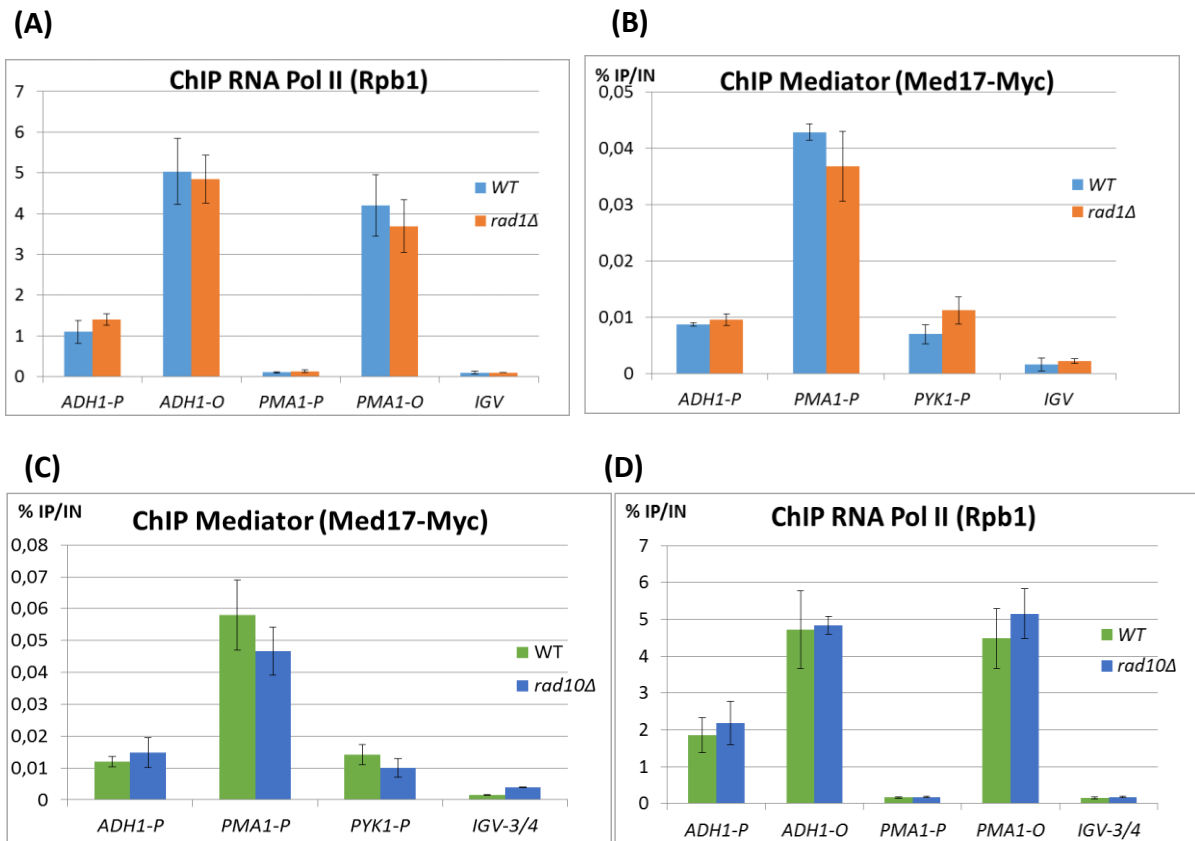 (A)
ChIP RNA Pol II (Rpb1)
7
6
5
4
3
2
1
0
WT
rad1Δ
ADH1-P ADH1-O PMA1-P PMA1-O IGV
(B)
% IP/IN
ChIP Mediator (Med17-Myc)
0,05
0,04
0,03
0,02
0,01
0
WT
rad1Δ
ADH1-P PMA1-P PYK1-P IGV
(C)
% IP/IN
ChIP Mediator (Med17-Myc)
0,08
0,07
0,06
0,05
0,04
0,03
0,02
0,01
0
WT
rad10Δ
ADH1-P PMA1-P PYK1-P IGV-3/4
(D)
% IP/IN
ChIP RNA Pol II (Rpb1)
7
6
5
4
3
2
1
0
WT
rad10Δ
ADH1-P ADH1-O PMA1-P PMA1-O IGV-3/4